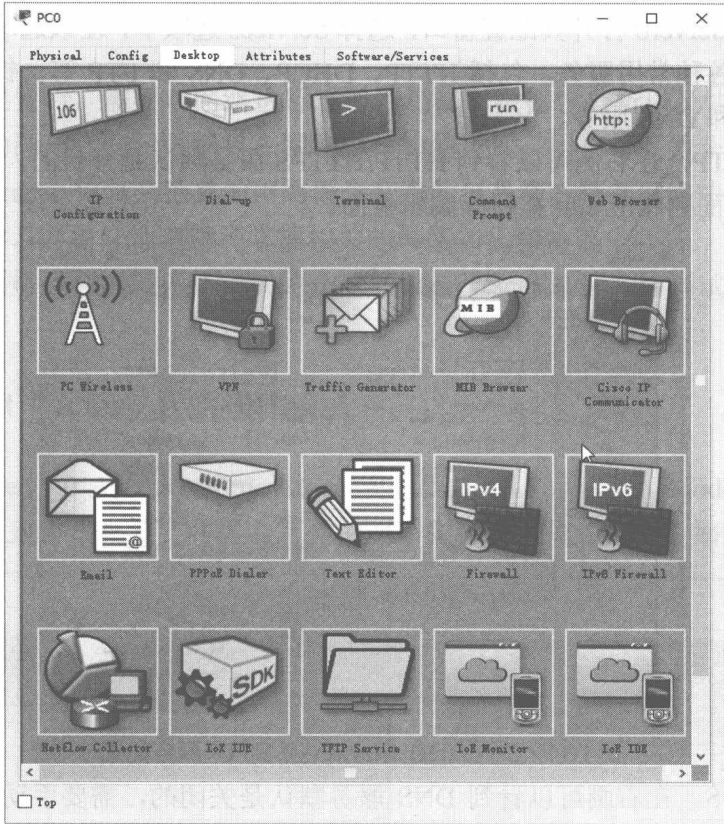 PC0
Physical Config Desktop Attributes Software/Services
106
>
run
http:
IP Configuration
Dial-up
Terminal
Command Prompt
Web Browser
MIB
PC Wireless
VPN
Traffic Generator
MIB Browser
Cisco IP Communicator
IPv4
IPv6
@
Email
PPPoE Dialer
Text Editor
Firewall
IPv6 Firewall
SDK
Netflow Collector
IoX IDE
TFTP Service
IoE Monitor
IoE IDE
Top